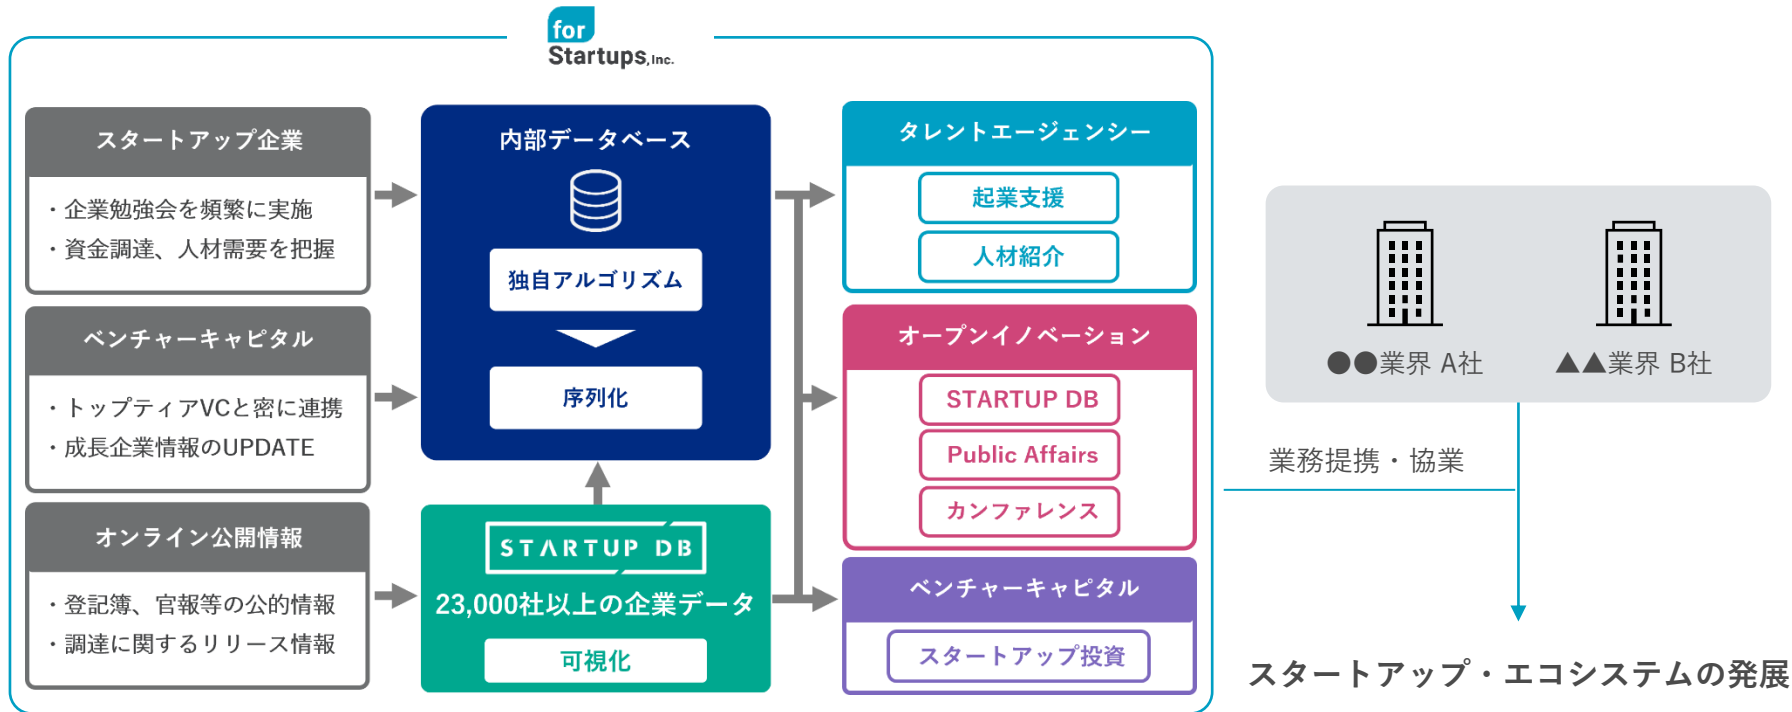 for
Startups,Inc.
スタートアップ企業
・企業勉強会を頻繁に実施
・資金調達、人材需要を把握
ベンチャーキャピタル
・トップティアVCと密に連携
・成長企業情報のUPDATE
オンライン公開情報
・登記簿、官報等の公的情報
・調達に関するリリース情報
内部データベース
独自アルゴリズム
序列化
STARTUP DB
23,000社以上の企業データ
可視化
タレントエージェンシー
起業支援
人材紹介
オープンイノベーション
STARTUP DB
Public Affairs
カンファレンス
ベンチャーキャピタル
スタートアップ投資
●●業界 A社
▲▲業界 B社
業務提携・協業
スタートアップ・エコシステムの発展